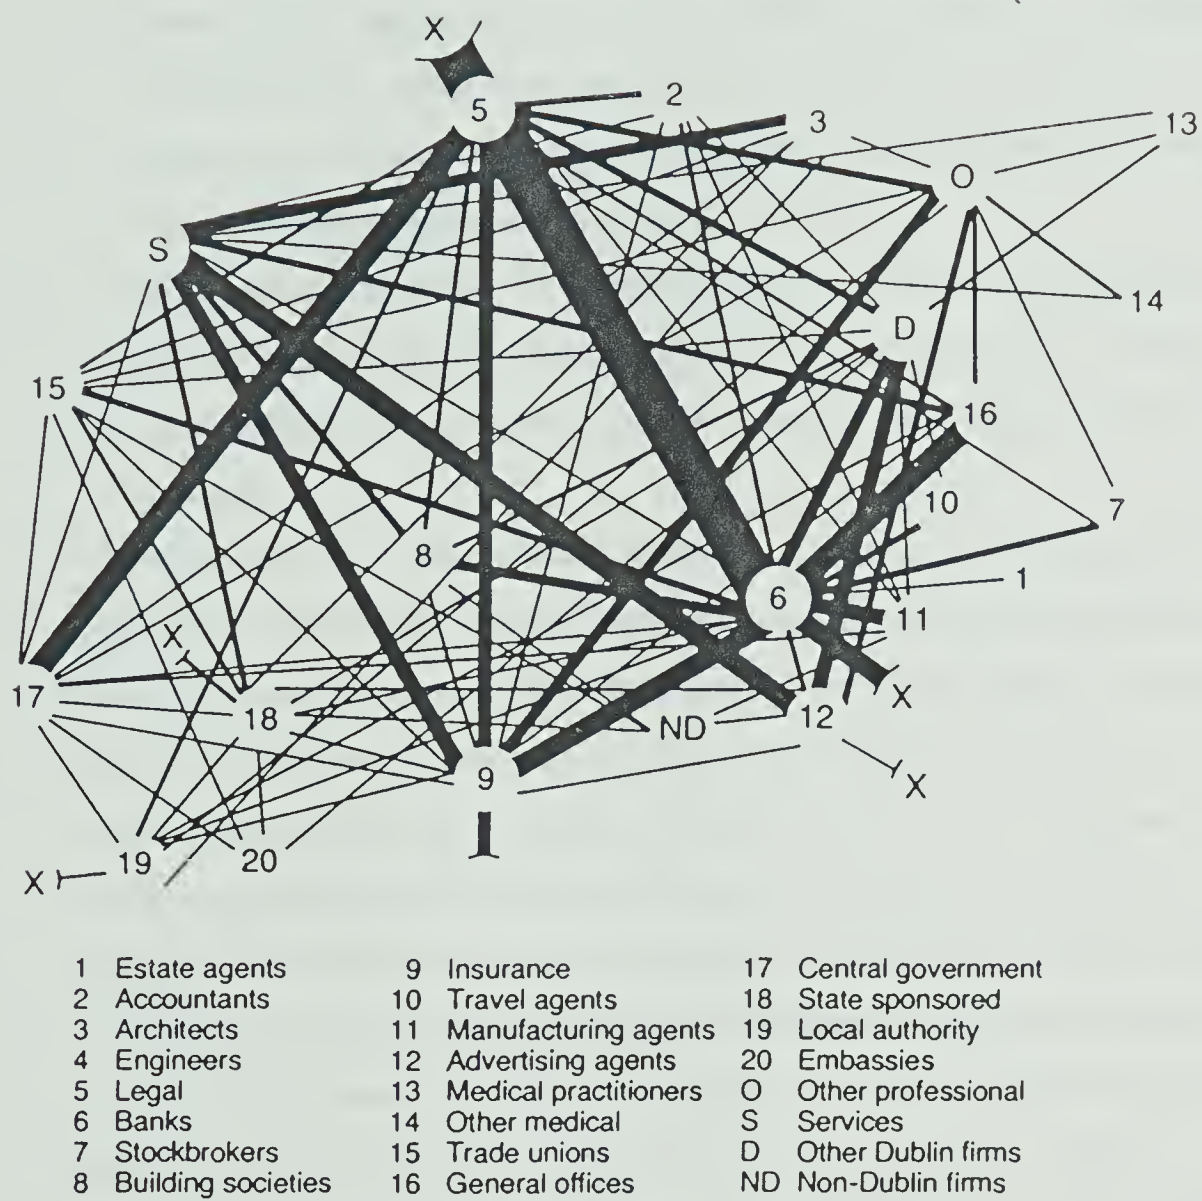 X
5
2
3
13
O
S
14
D
15
16
10
7
8
1
6
11
X
17
18
X
ND
12
9
X
19
20
X
1 Estate agents
2 Accountants
3 Architects
4 Engineers
5 Legal
6 Banks
7 Stockbrokers
8 Building societies
9 Insurance
10 Travel agents
11 Manufacturing agents
12 Advertising agents
13 Medical practitioners
14 Other medical
15 Trade unions
16 General offices
17 Central government
18 State sponsored
19 Local authority
20 Embassies
O Other professional
S Services
D Other Dublin firms
ND Non-Dublin firms